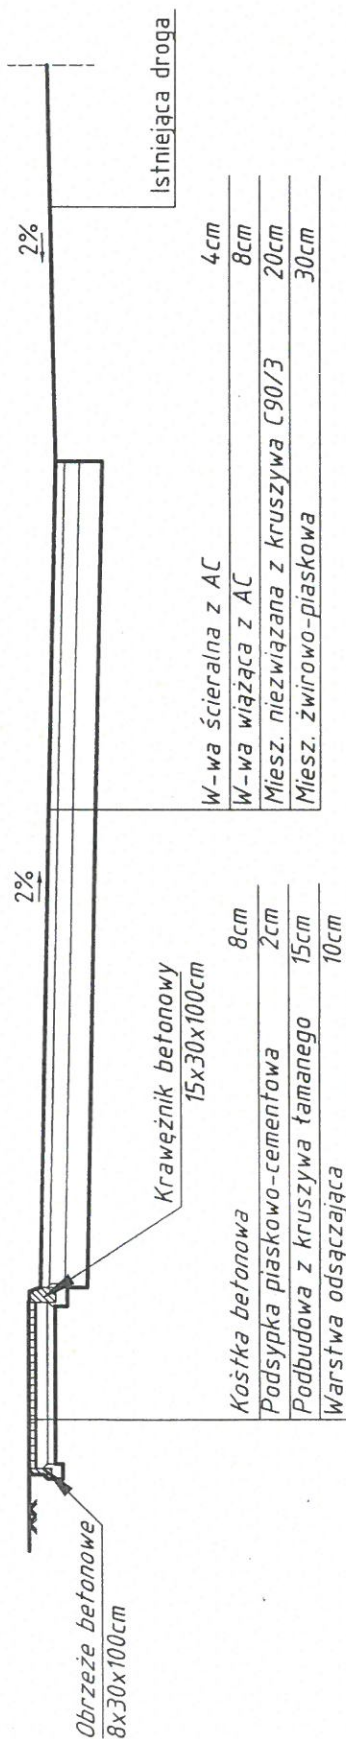 Obrzeże betonowe
8x30x100cm
2%
2%
Krawężnik betonowy
15x30x100cm
Istniejąca droga
Kostka betonowa 8cm
Podsypka piaskowo-cementowa 2cm
Podbudowa z kruszywa łamanego 15cm
Warstwa odsączająca 10cm
W-wa ścieralna z AC 4cm
W-wa wiążąca z AC 8cm
Miesz. niezwiązana z kruszywa C90/3 20cm
Miesz. żwirowo-piaskowa 30cm